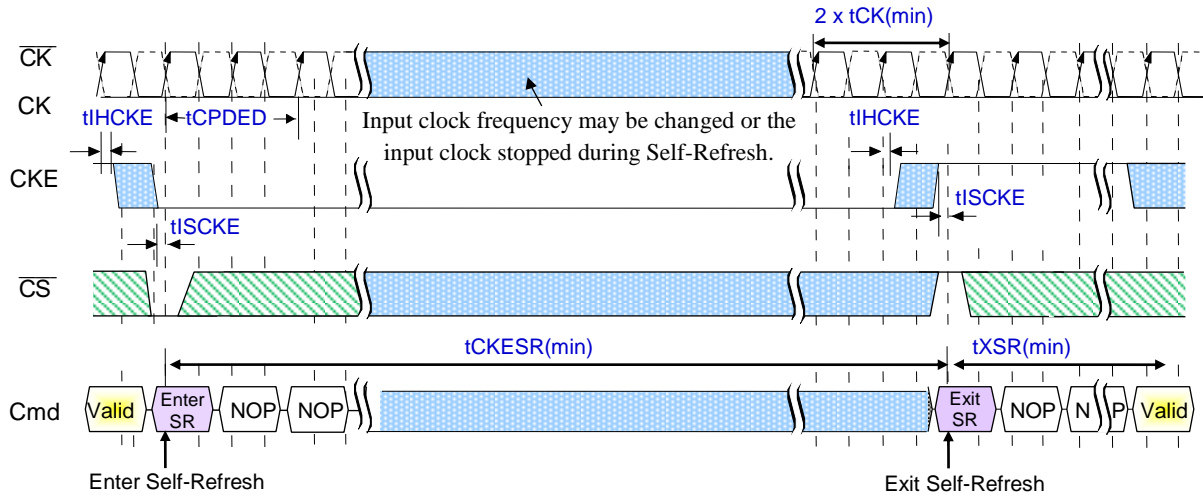 2 x tCK(min)
CK
CK
tIHCKE
tCPDED
Input clock frequency may be changed or the
input clock stopped during Self-Refresh.
tIHCKE
CKE
tISCKE
tISCKE
CS
tCKESR(min)
tXSR(min)
Cmd
Valid
Enter
SR
NOP
NOP
Exit
SR
NOP
N
P
Valid
Enter Self-Refresh
Exit Self-Refresh